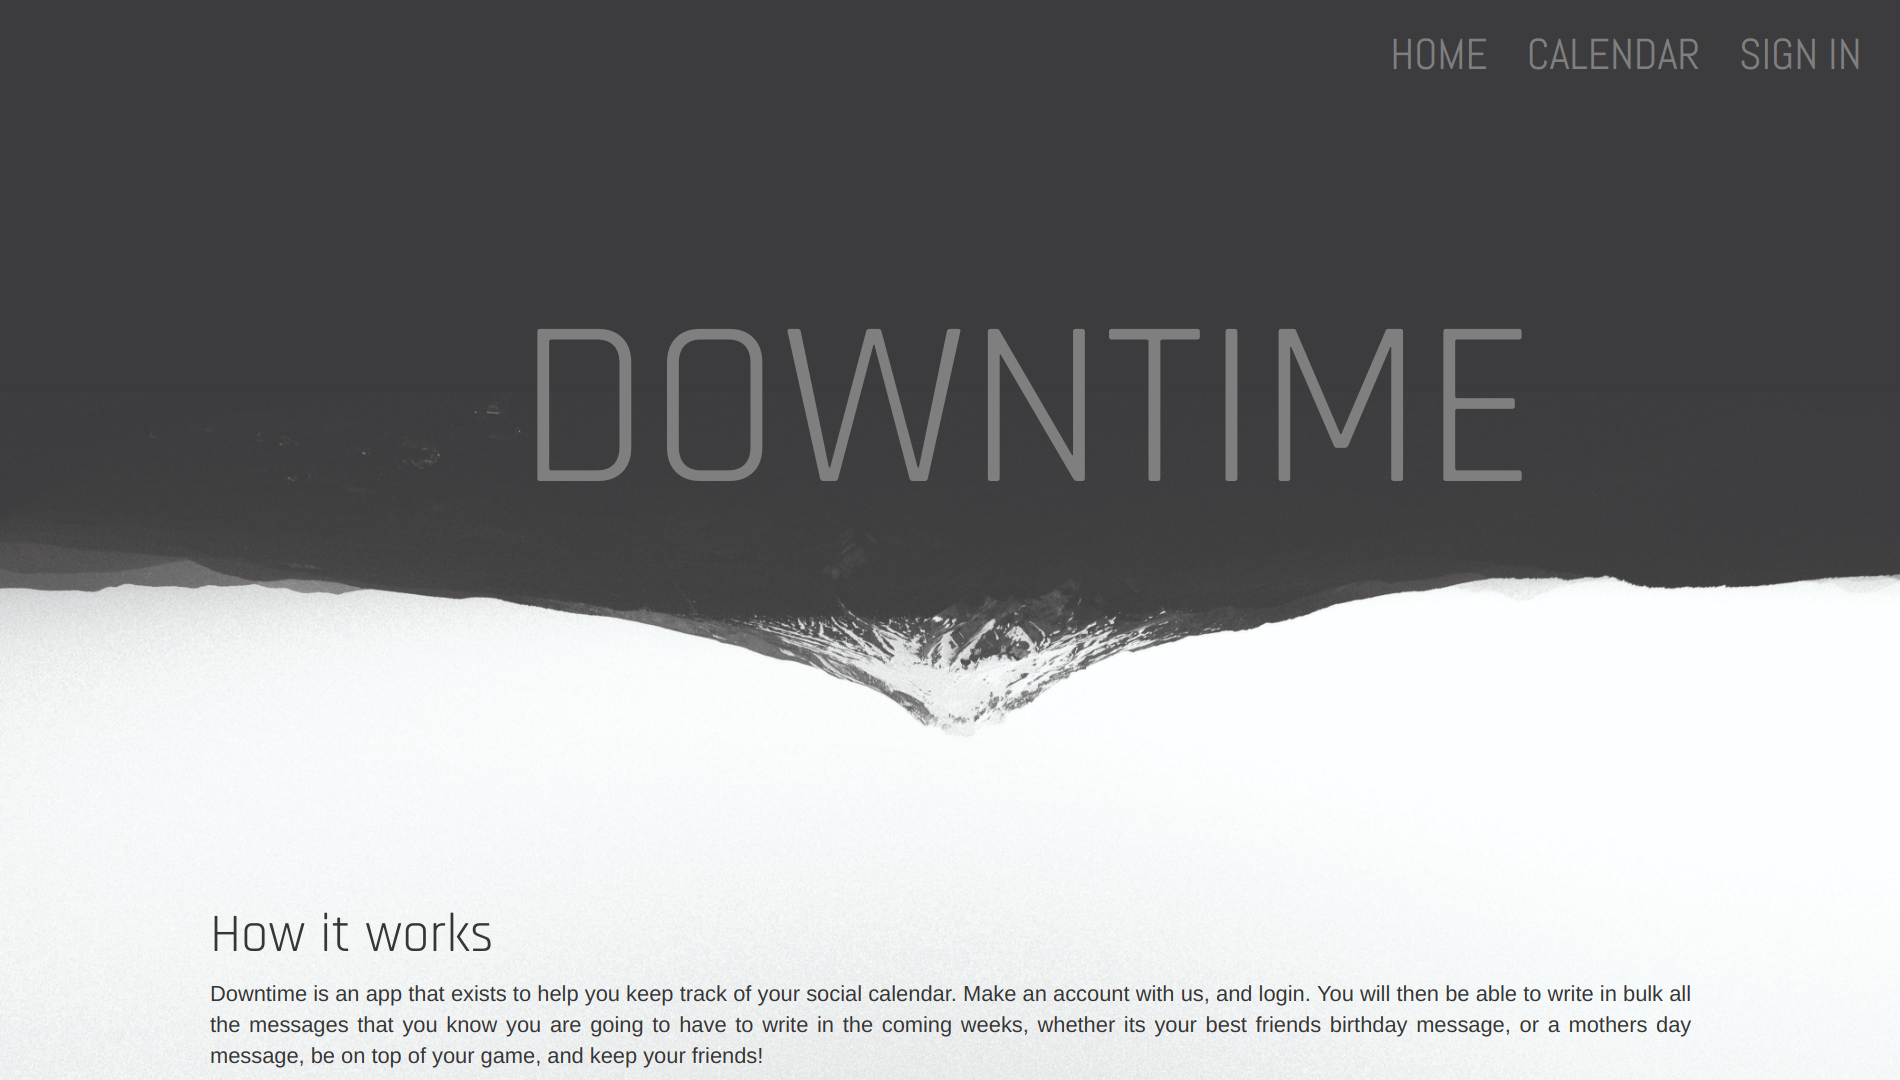 HOME CALENDAR SIGN IN
DOWNTIME
How it works
Downtime is an app that exists to help you keep track of your social calendar. Make an account with us, and login. You will then be able to write in bulk all
the messages that you know you are going to have to write in the coming weeks, whether its your best friends birthday message, or a mothers day
message, be on top of your game, and keep your friends!